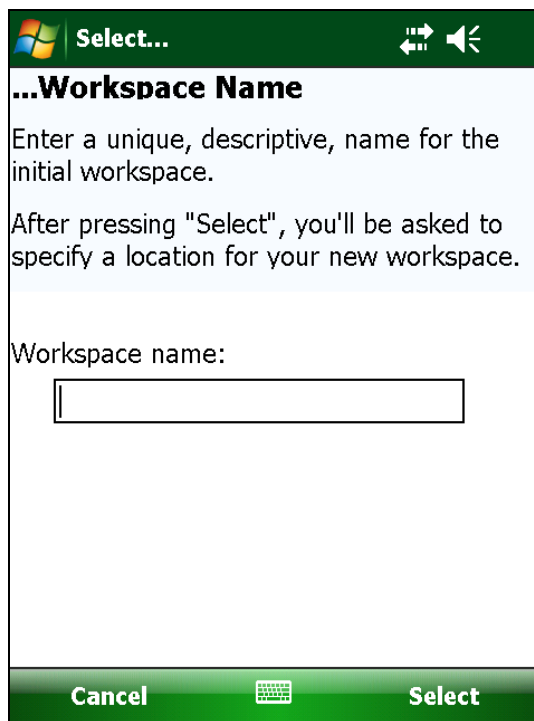 Select...
...Workspace Name
Enter a unique, descriptive, name for the
initial workspace.
After pressing "Select", you'll be asked to
specify a location for your new workspace.
Workspace name:
Cancel
Select